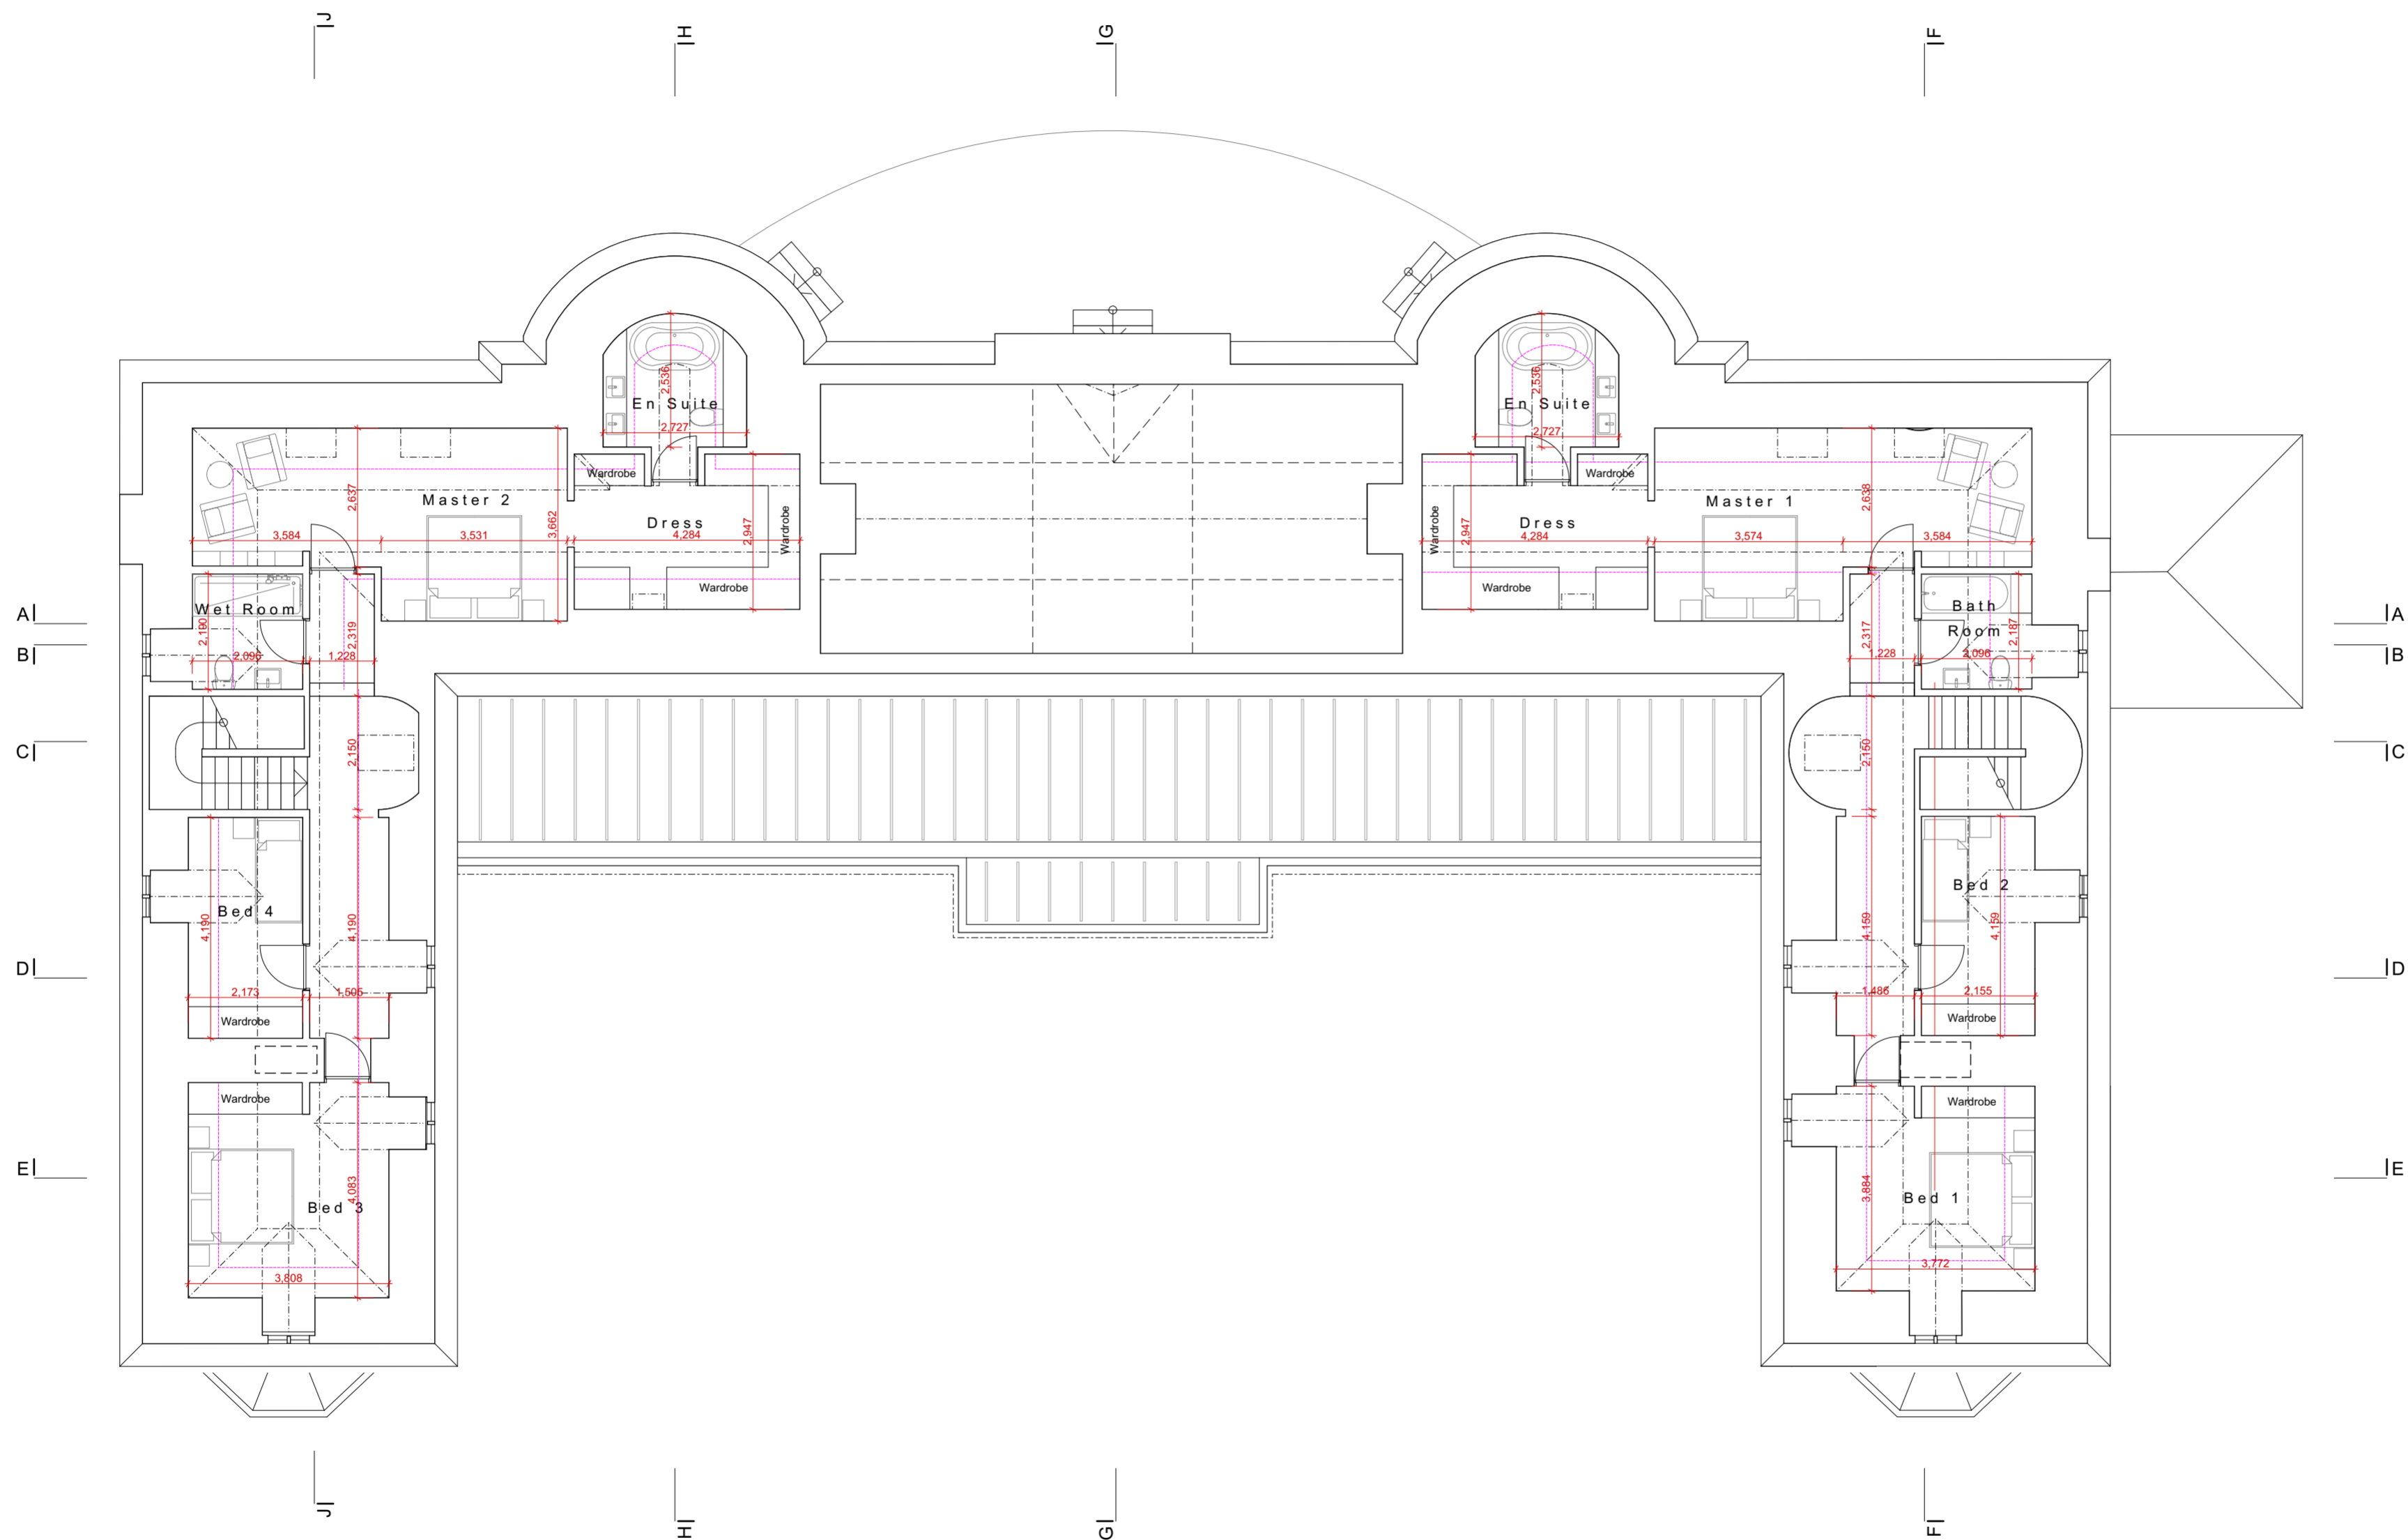 J H G F
En Suite
2,536
2,727
En Suite
2,536
2,727
Wardrobe
Wardrobe
Master 2
2,637
3,662
3,584
3,531
Dress
4,284
2,947
Wardrobe
Wardrobe
Wardrobe
Dress
4,284
2,947
Wardrobe
Master 1
2,638
3,574
3,584
A
B
C
D
E
Wet Room
2,190
2,096
2,319
1,228
Bath
Room
2,187
2,096
2,317
1,228
A
B
C
D
E
2,150
2,150
Bed 4
4,190
4,190
2,173
1,505
Wardrobe
Bed 2
4,159
4,159
1,486
2,155
Wardrobe
Wardrobe
Bed 3
4,083
3,808
Wardrobe
Bed 1
3,884
3,772
J H G F